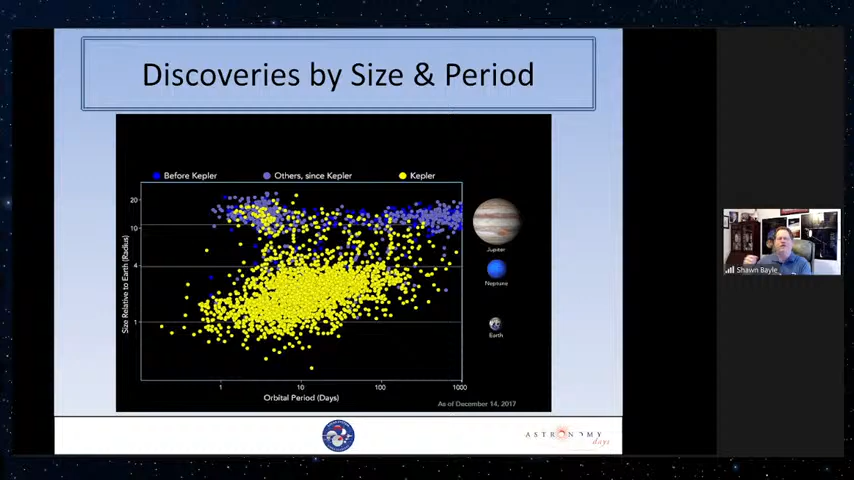 Discoveries by Size & Period
Before Kepler
Others, since Kepler
Kepler
20
10
4
1
Size Relative to Earth (Radius)
Jupiter
Neptune
Earth
1
10
100
1000
Orbital Period (Days)
As of December 14, 2017
ASTRONOMY
days
Shawn Bayle